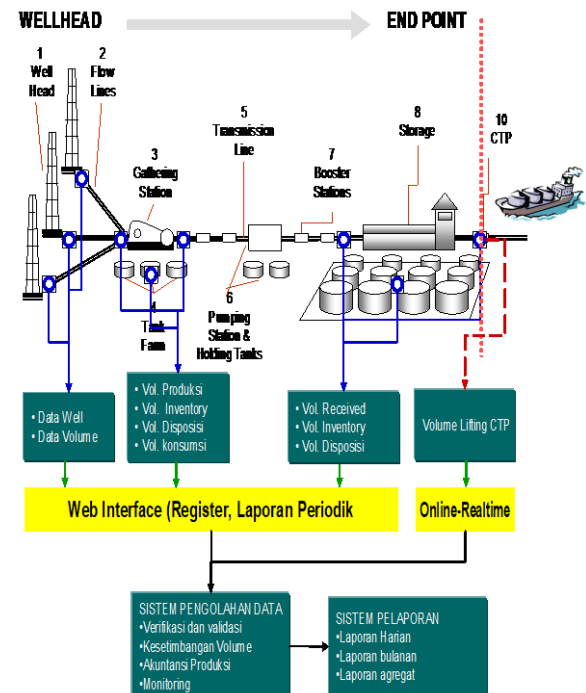 WELLHEAD
END POINT
1
Well
Head
2
Flow
Lines
3
Gathering
Station
4
Tank
Farm
5
Transmission
Line
6
Pumping
Station &
Holding Tanks
7
Booster
Stations
8
Storage
10
CTP
• Data Well
• Data Volume
• Vol. Produksi
• Vol. Inventory
• Vol. Disposisi
• Vol. konsumsi
• Vol. Received
• Vol. Inventory
• Vol. Disposisi
Volume Lifting CTP
Web Interface (Register, Laporan Periodik
Online-Realtime
SISTEM PENGOLAHAN DATA
•Verifikasi dan validasi
•Kesetimbangan Volume
•Akuntansi Produksi
•Monitoring
SISTEM PELAPORAN
•Laporan Harian
•Laporan bulanan
•Laporan agregat